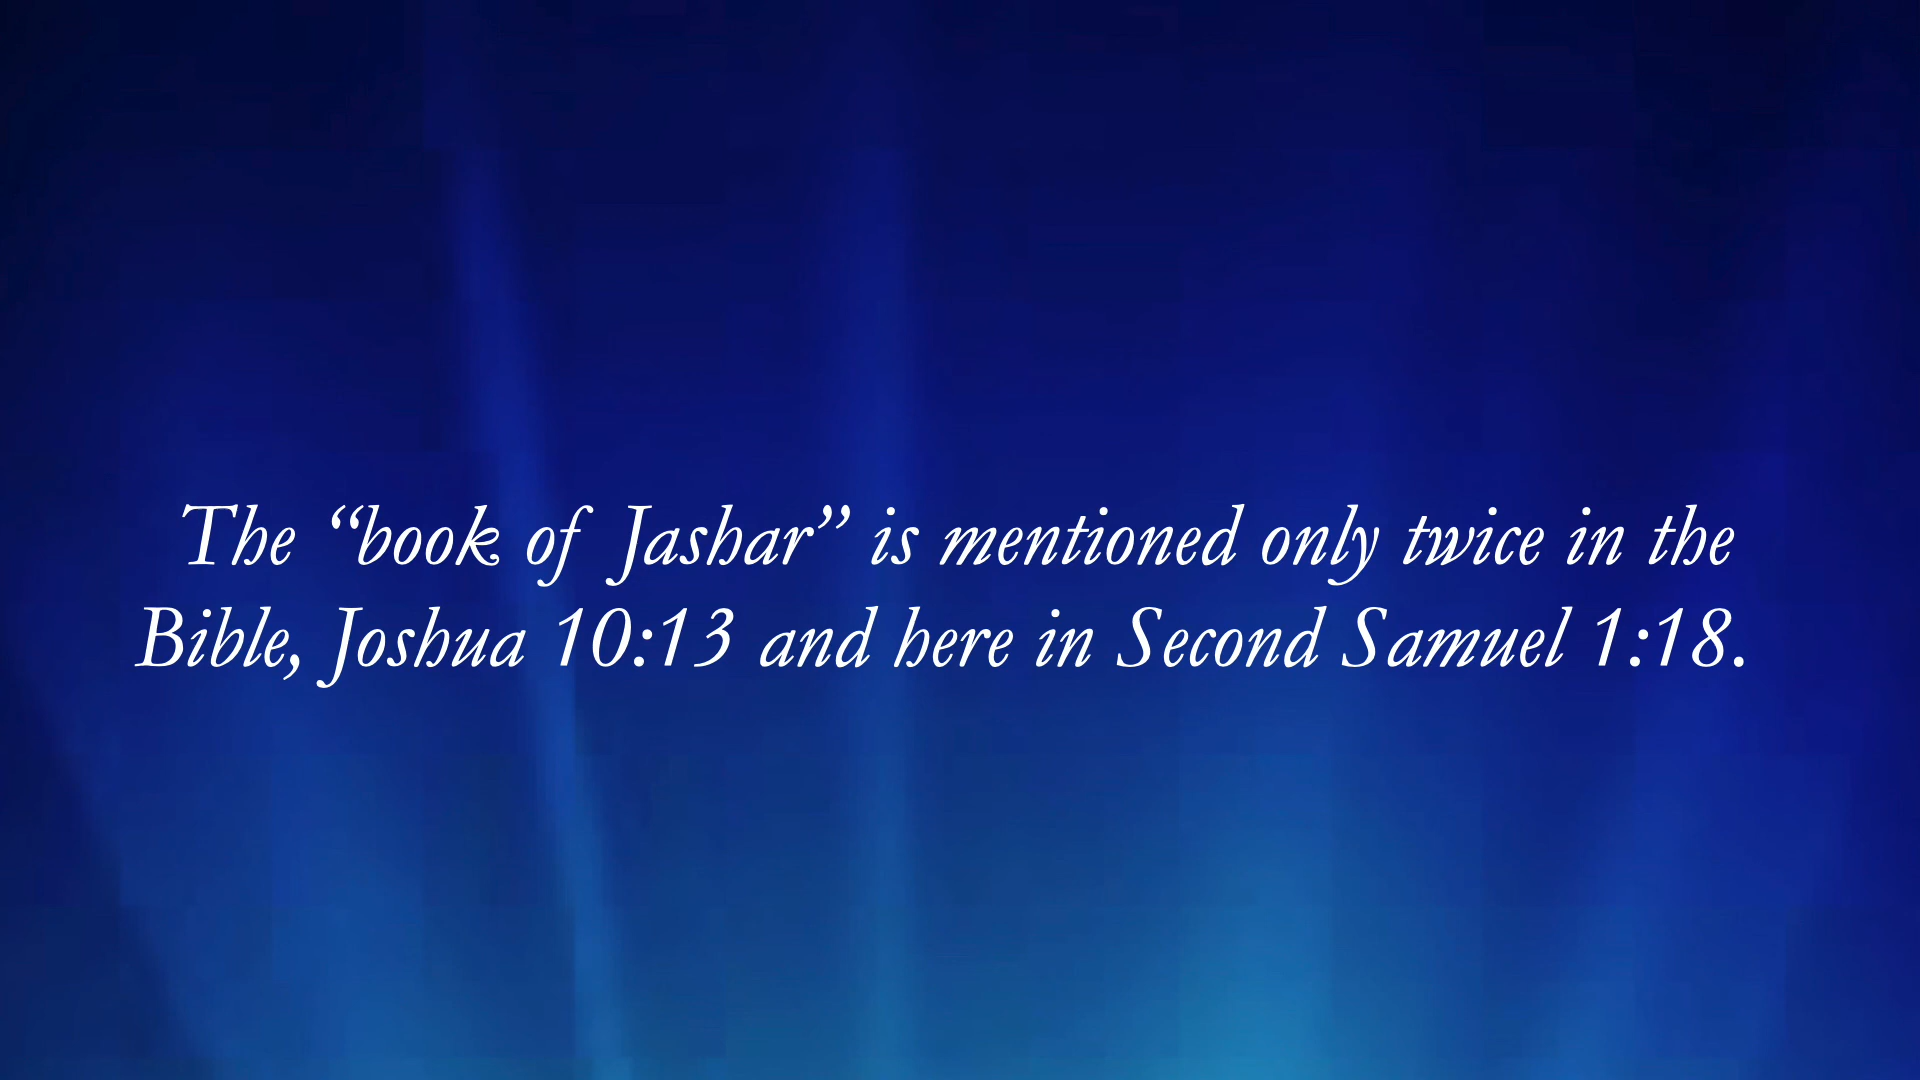 The “book of Jashar” is mentioned only twice in the
Bible, Joshua 10:13 and here in Second Samuel 1:18.